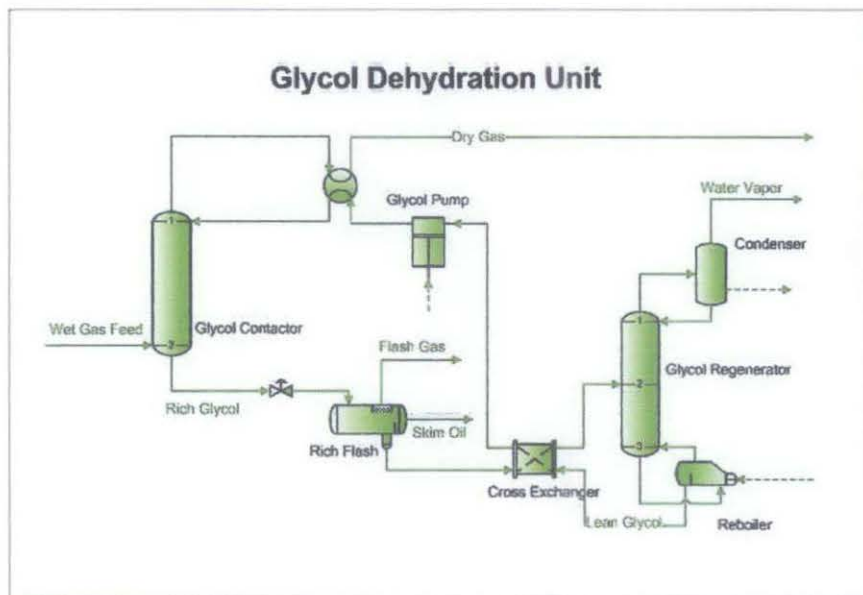 Glycol Dehydration Unit
Dry Gas
Water Vapor
Glycol Pump
Condenser
1
1
Wet Gas Feed
2
Glycol Contactor
Flash Gas
2
Glycol Regenerator
Rich Glycol
Skim Oil
3
Rich Flash
Cross Exchanger
Lean Glycol
Reboiler